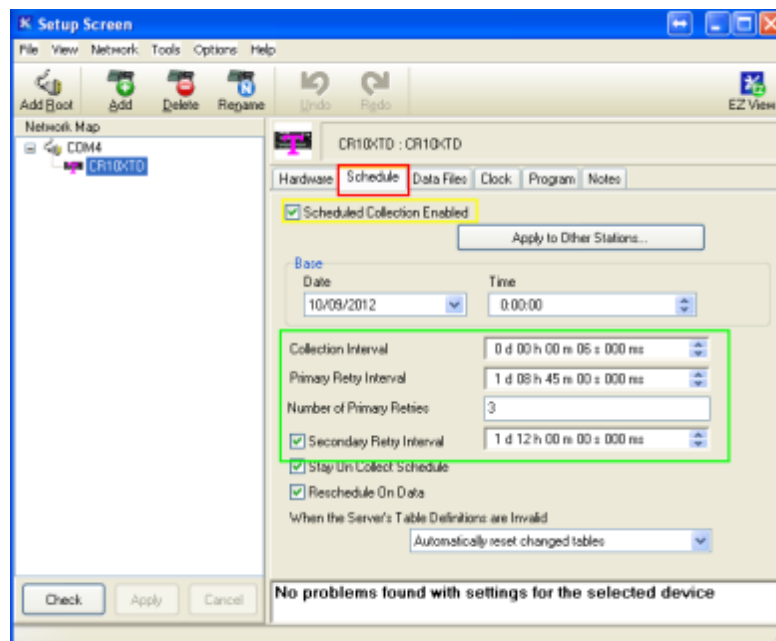 Setup Screen
File View Network Tools Options Help
Add Root Add Delete Rename Undo Redo EZ View
Network Map
COM4
CR10XTD
CR10XTD : CR10XTD
Hardware Schedule Data Files Clock Program Notes
Scheduled Collection Enabled
Apply to Other Stations...
Base
Date Time
10/09/2012 0:00:00
Collection Interval 0 d 00 h 00 m 05 s 000 ms
Primary Retry Interval 1 d 08 h 45 m 00 s 000 ms
Number of Primary Retries 3
Secondary Retry Interval 1 d 12 h 00 m 00 s 000 ms
Stay On Collect Schedule
Reschedule On Data
When the Server's Table Definitions are Invalid
Automatically reset changed tables
Check Apply Cancel
No problems found with settings for the selected device